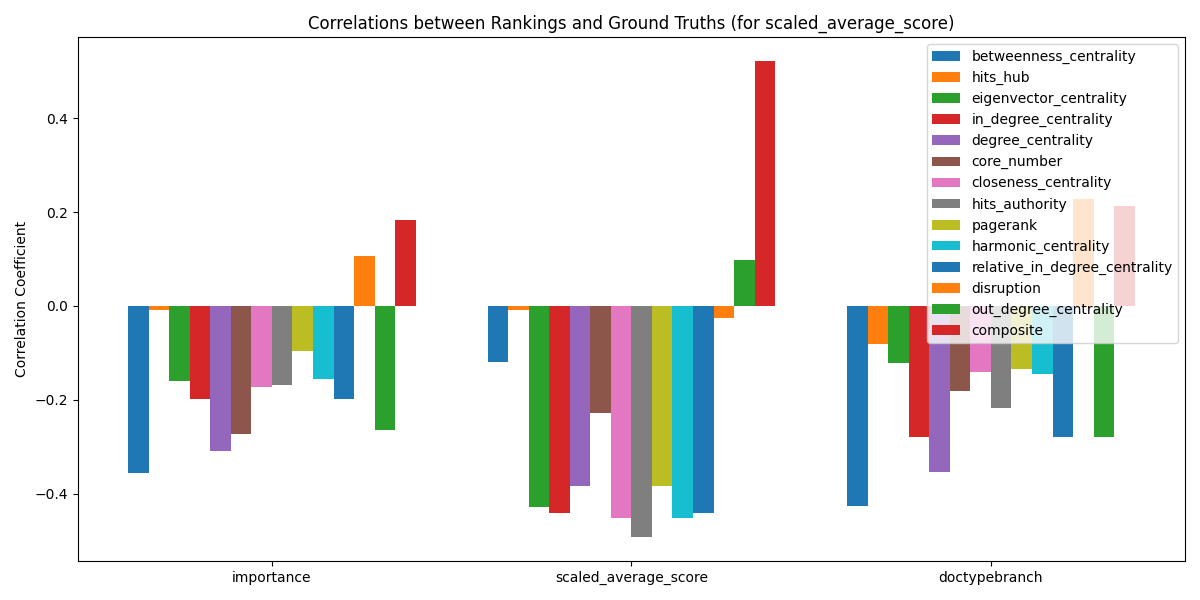 Correlations between Rankings and Ground Truths (for scaled_average_score)
Correlation Coefficient
0.4
0.2
0.0
−0.2
−0.4
importance
scaled_average_score
doctypebranch
betweenness_centrality
hits_hub
eigenvector_centrality
in_degree_centrality
degree_centrality
core_number
closeness_centrality
hits_authority
pagerank
harmonic_centrality
relative_in_degree_centrality
disruption
out_degree_centrality
composite